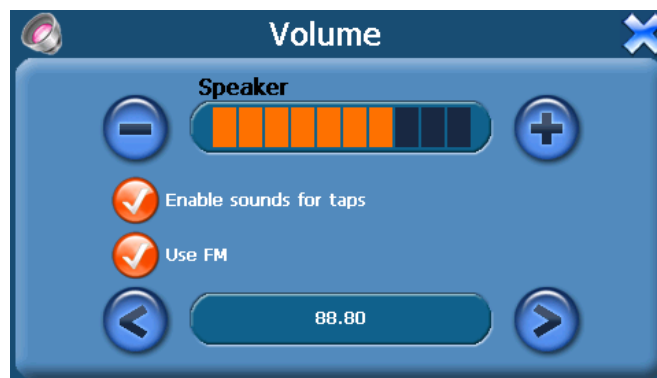 Volume
Speaker
Enable sounds for taps
Use FM
88.80